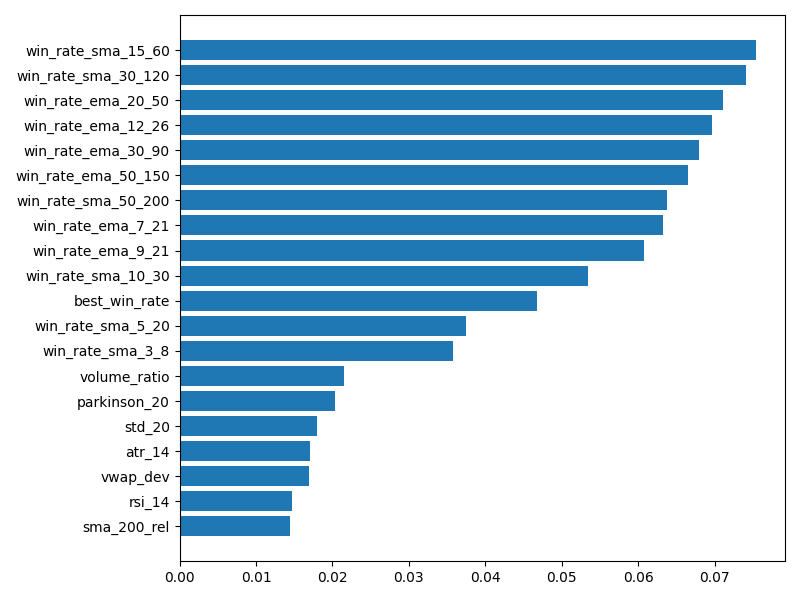 win_rate_sma_15_60
win_rate_sma_30_120
win_rate_ema_20_50
win_rate_ema_12_26
win_rate_ema_30_90
win_rate_ema_50_150
win_rate_sma_50_200
win_rate_ema_7_21
win_rate_ema_9_21
win_rate_sma_10_30
best_win_rate
win_rate_sma_5_20
win_rate_sma_3_8
volume_ratio
parkinson_20
std_20
atr_14
vwap_dev
rsi_14
sma_200_rel
0.00 0.01 0.02 0.03 0.04 0.05 0.06 0.07